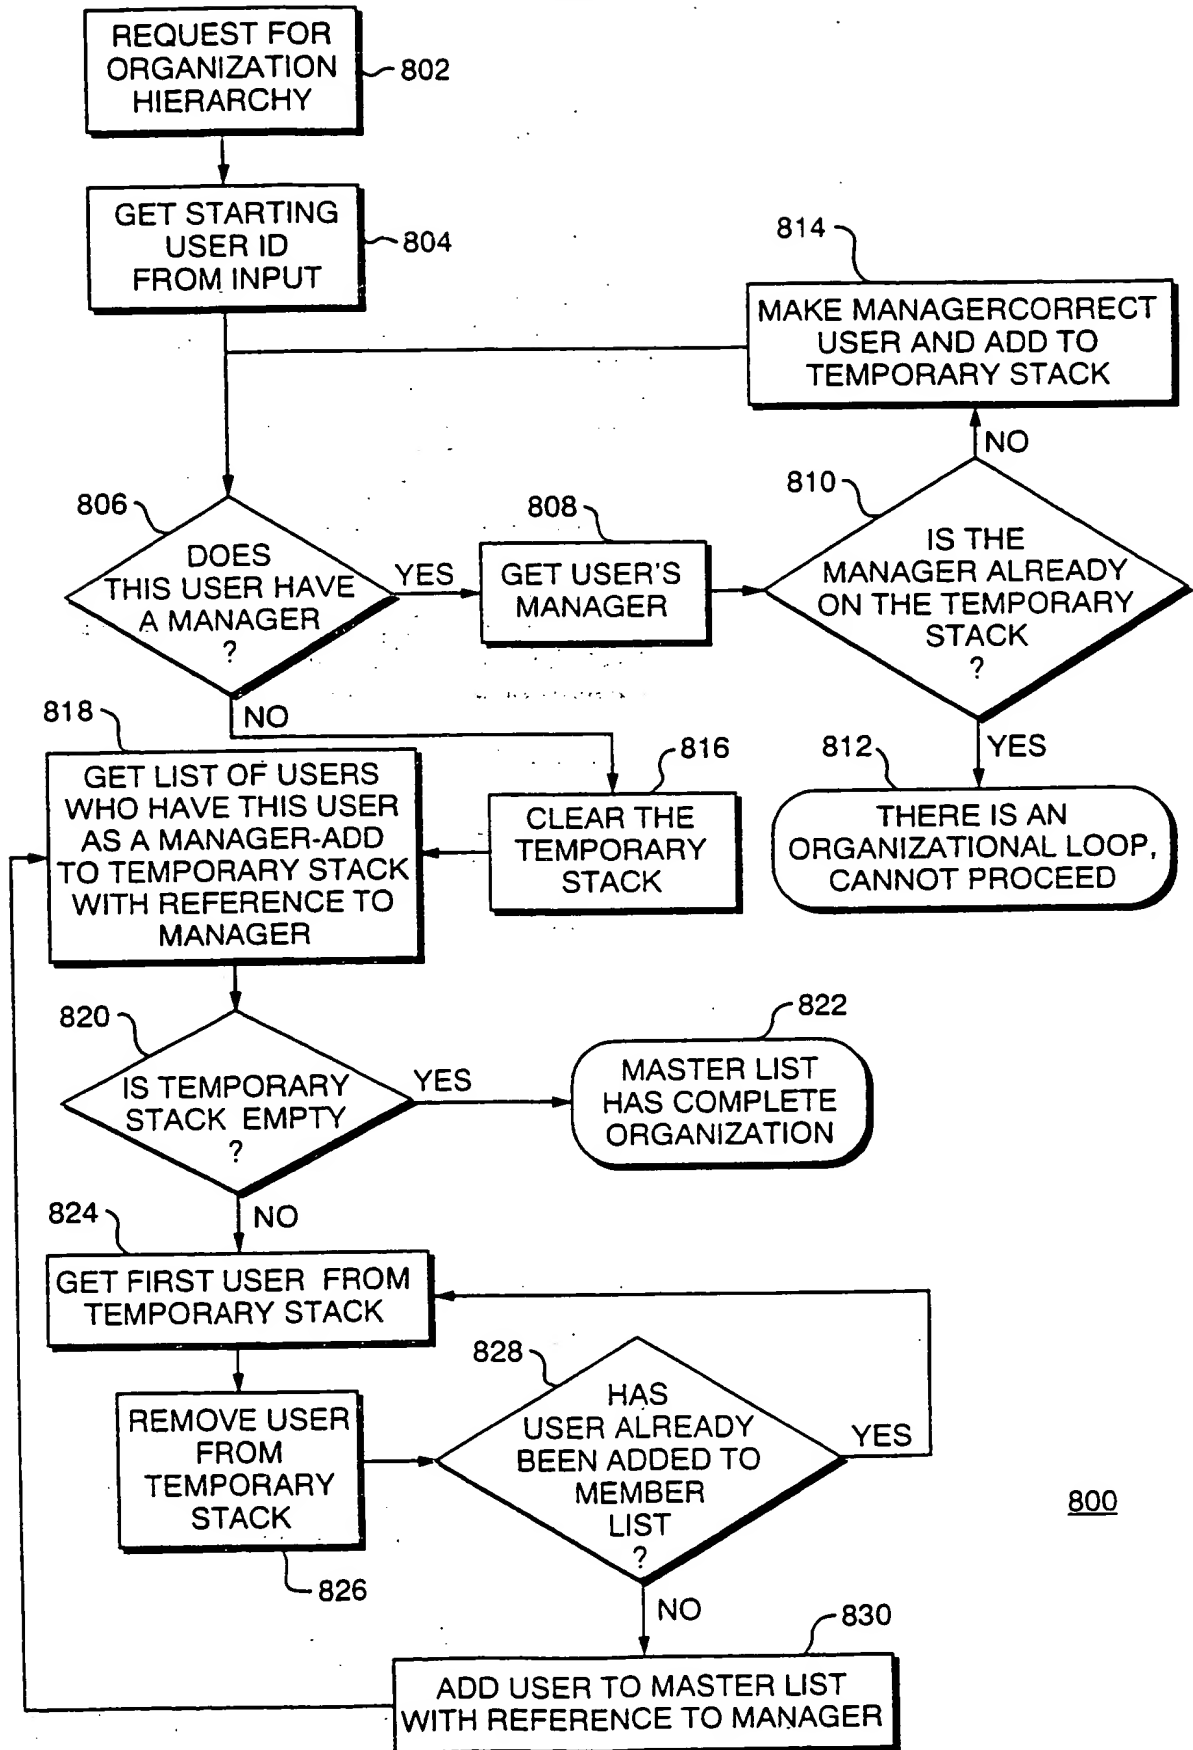 REQUEST FOR
ORGANIZATION
HIERARCHY
802
GET STARTING
USER ID
FROM INPUT
804
814
MAKE MANAGERCORRECT
USER AND ADD TO
TEMPORARY STACK
NO
806
DOES
THIS USER HAVE
A MANAGER
?
YES
808
GET USER'S
MANAGER
810
IS THE
MANAGER ALREADY
ON THE TEMPORARY
STACK
?
NO
YES
818
GET LIST OF USERS
WHO HAVE THIS USER
AS A MANAGER-ADD
TO TEMPORARY STACK
WITH REFERENCE TO
MANAGER
816
CLEAR THE
TEMPORARY
STACK
812
THERE IS AN
ORGANIZATIONAL LOOP,
CANNOT PROCEED
820
IS TEMPORARY
STACK EMPTY
?
YES
822
MASTER LIST
HAS COMPLETE
ORGANIZATION
NO
824
GET FIRST USER FROM
TEMPORARY STACK
REMOVE USER
FROM
TEMPORARY
STACK
826
828
HAS
USER ALREADY
BEEN ADDED TO
MEMBER
LIST
?
YES
800
NO
830
ADD USER TO MASTER LIST
WITH REFERENCE TO MANAGER